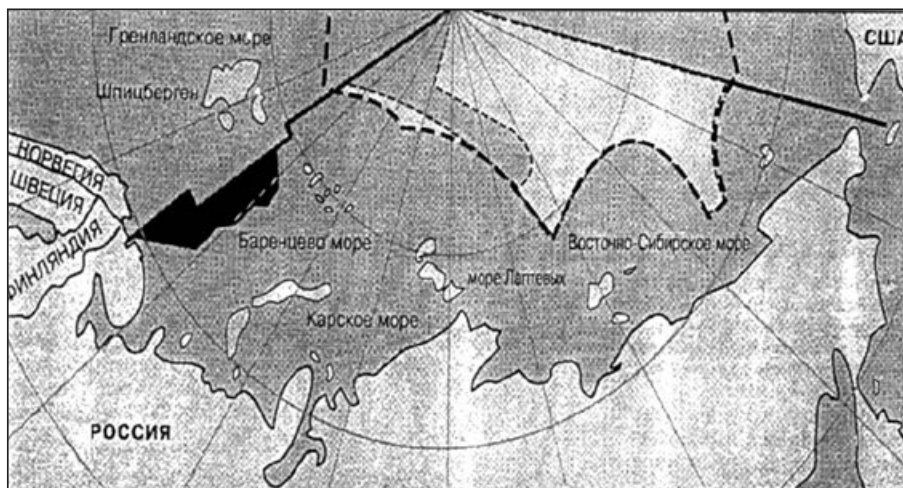 Гренландское море
США
Шпицберген
НОРВЕГИЯ
ШВЕЦИЯ
ФИНЛЯНДИЯ
Баренцево море
Восточно-Сибирское море
море Лаптевых
Карское море
РОССИЯ